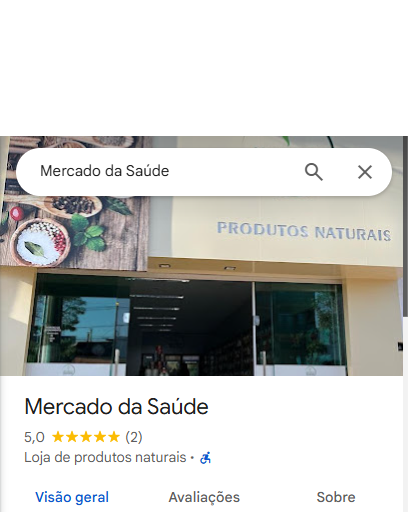 Mercado da Saúde
PRODUTOS NATURAIS
Mercado da Saúde
5,0 (2)
Loja de produtos naturais ·
Visão geral Avaliações Sobre